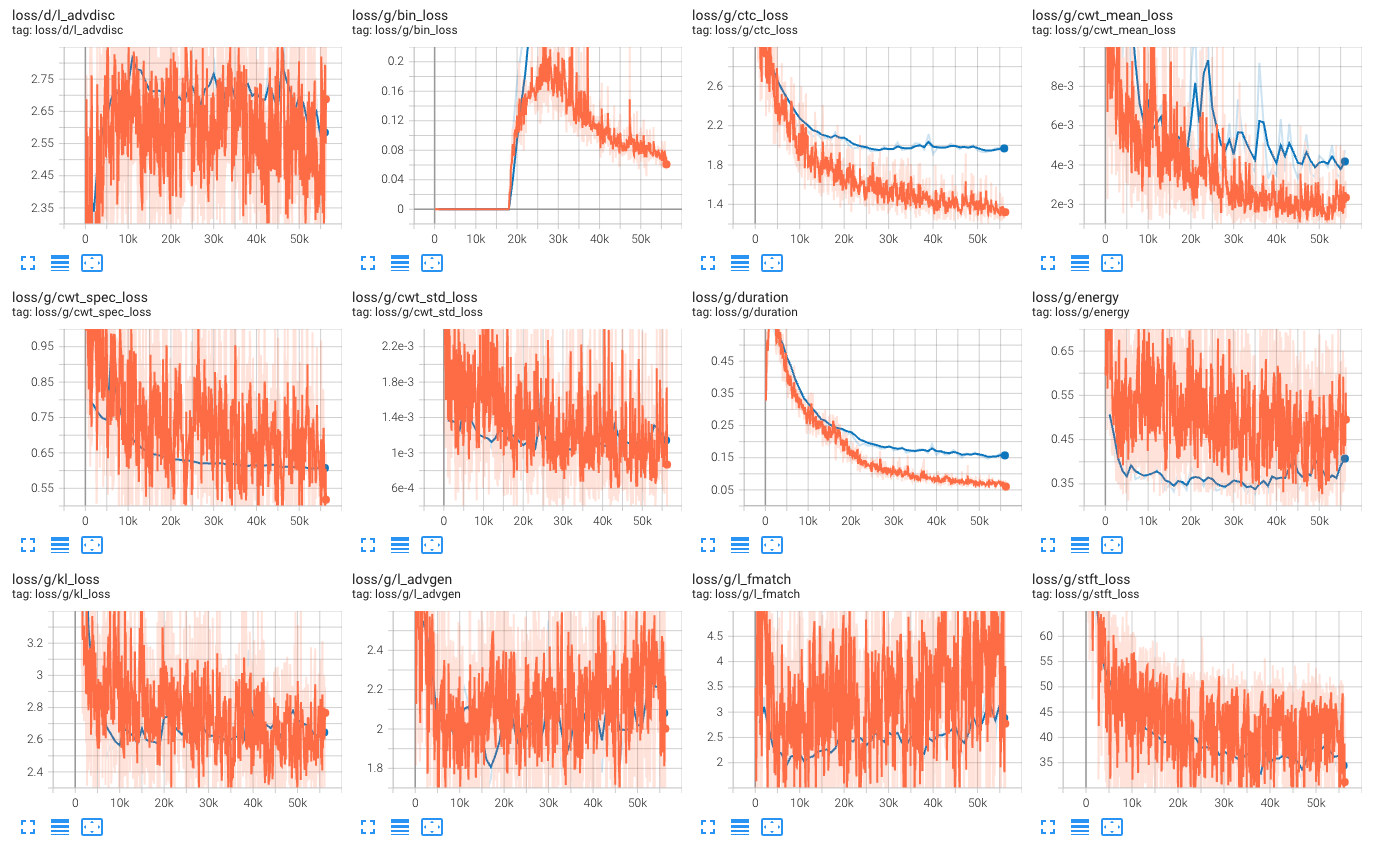 loss/d/l_advdisc
tag: loss/d/l_advdisc
2.75
2.65
2.55
2.45
2.35
0 10k 20k 30k 40k 50k
loss/g/bin_loss
tag: loss/g/bin_loss
0.2
0.16
0.12
0.08
0.04
0
0 10k 20k 30k 40k 50k
loss/g/ctc_loss
tag: loss/g/ctc_loss
2.6
2.2
1.8
1.4
0 10k 20k 30k 40k 50k
loss/g/cwt_mean_loss
tag: loss/g/cwt_mean_loss
8e-3
6e-3
4e-3
2e-3
0 10k 20k 30k 40k 50k
loss/g/cwt_spec_loss
tag: loss/g/cwt_spec_loss
0.95
0.85
0.75
0.65
0.55
0 10k 20k 30k 40k 50k
loss/g/cwt_std_loss
tag: loss/g/cwt_std_loss
2.2e-3
1.8e-3
1.4e-3
1e-3
6e-4
0 10k 20k 30k 40k 50k
loss/g/duration
tag: loss/g/duration
0.45
0.35
0.25
0.15
0.05
0 10k 20k 30k 40k 50k
loss/g/energy
tag: loss/g/energy
0.65
0.55
0.45
0.35
0 10k 20k 30k 40k 50k
loss/g/kl_loss
tag: loss/g/kl_loss
3.2
3
2.8
2.6
2.4
0 10k 20k 30k 40k 50k
loss/g/l_advgen
tag: loss/g/l_advgen
2.4
2.2
2
1.8
0 10k 20k 30k 40k 50k
loss/g/l_fmatch
tag: loss/g/l_fmatch
4.5
4
3.5
3
2.5
2
0 10k 20k 30k 40k 50k
loss/g/stft_loss
tag: loss/g/stft_loss
60
55
50
45
40
35
0 10k 20k 30k 40k 50k